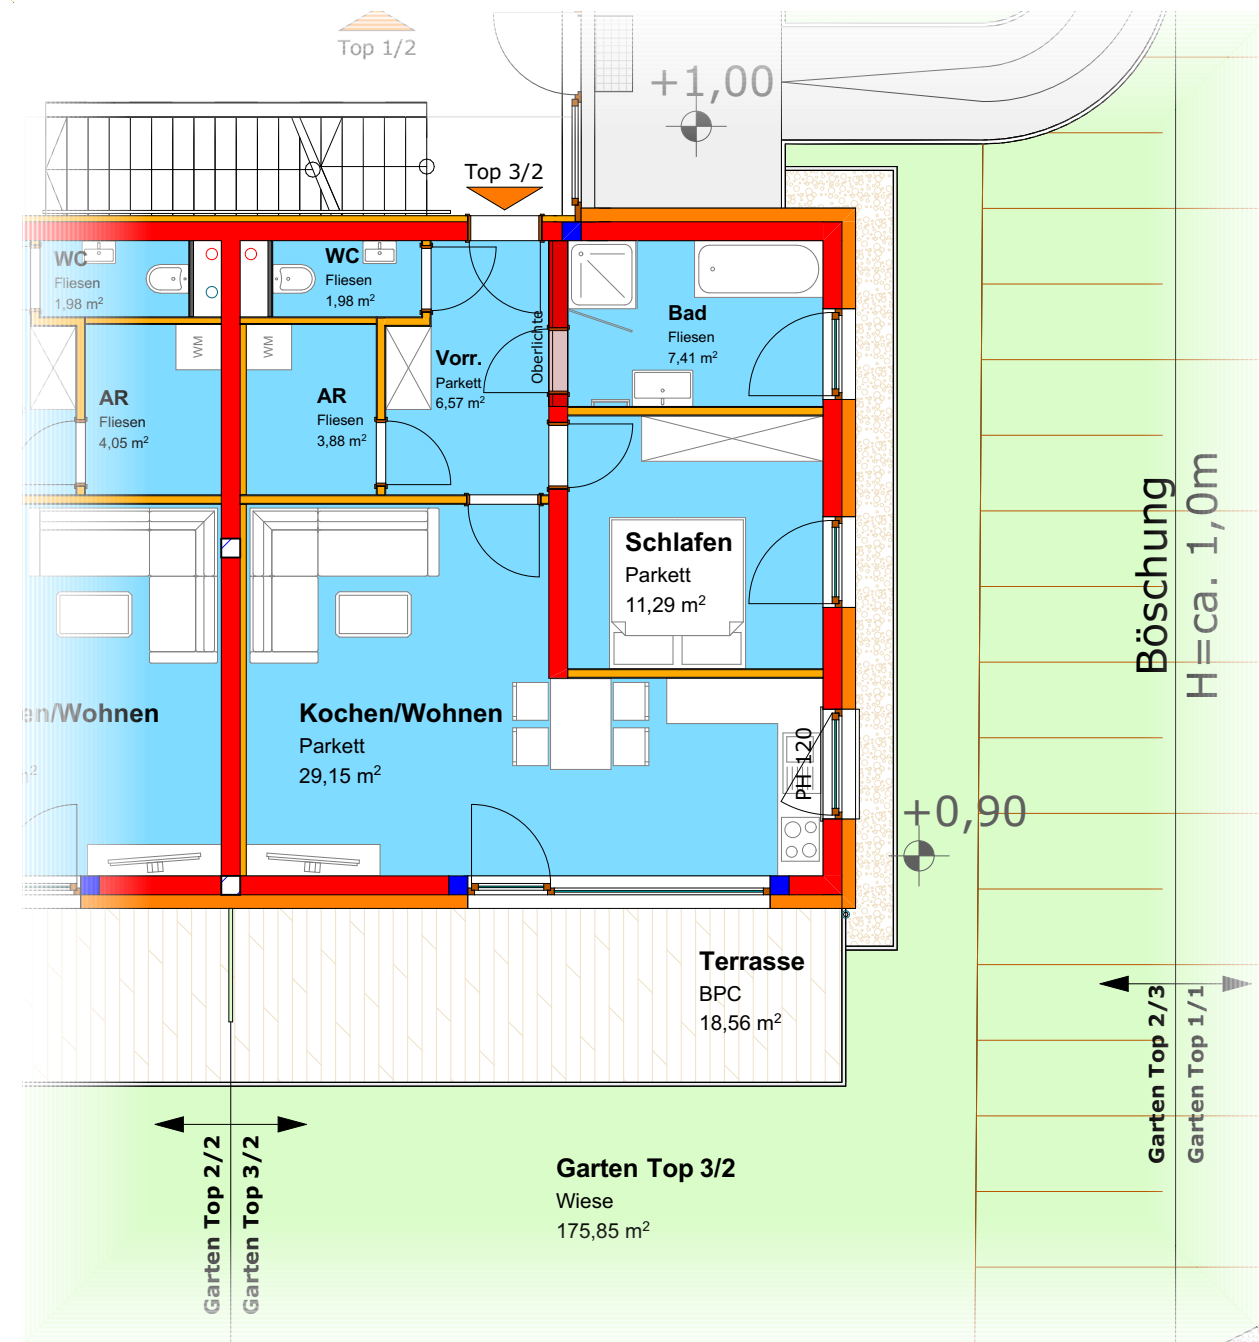 Top 1/2
+1,00
Top 3/2
WC
Fliesen
1,98 m²
WC
Fliesen
1,98 m²
Bad
Fliesen
7,41 m²
Oberlichte
WM
WM
Vorr.
Parkett
6,57 m²
AR
Fliesen
4,05 m²
AR
Fliesen
3,88 m²
Schlafen
Parkett
11,29 m²
Böschung
H=ca. 1,0m
en/Wohnen
Kochen/Wohnen
Parkett
29,15 m²
PH 120
+0,90
Terrasse
BPC
18,56 m²
Garten Top 2/3
Garten Top 1/1
Garten Top 2/2
Garten Top 3/2
Garten Top 3/2
Wiese
175,85 m²